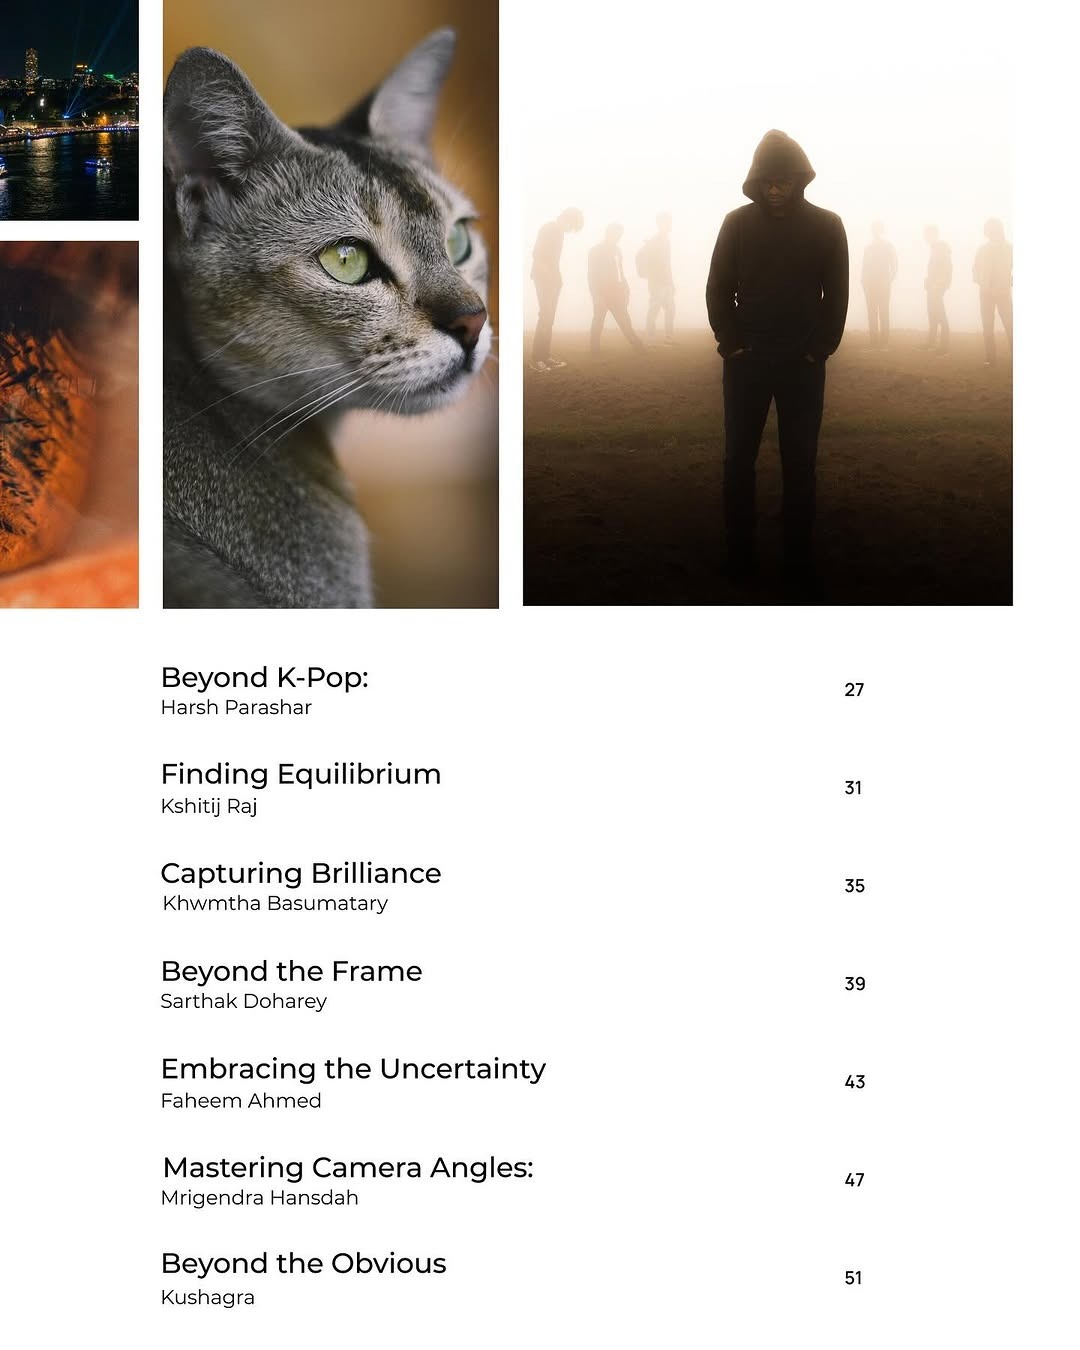 Beyond K-Pop:
Harsh Parashar
27
Finding Equilibrium
Kshitij Raj
31
Capturing Brilliance
Khwmtha Basumatary
35
Beyond the Frame
Sarthak Doharey
39
Embracing the Uncertainty
Faheem Ahmed
43
Mastering Camera Angles:
Mrigendra Hansdah
47
Beyond the Obvious
Kushagra
51